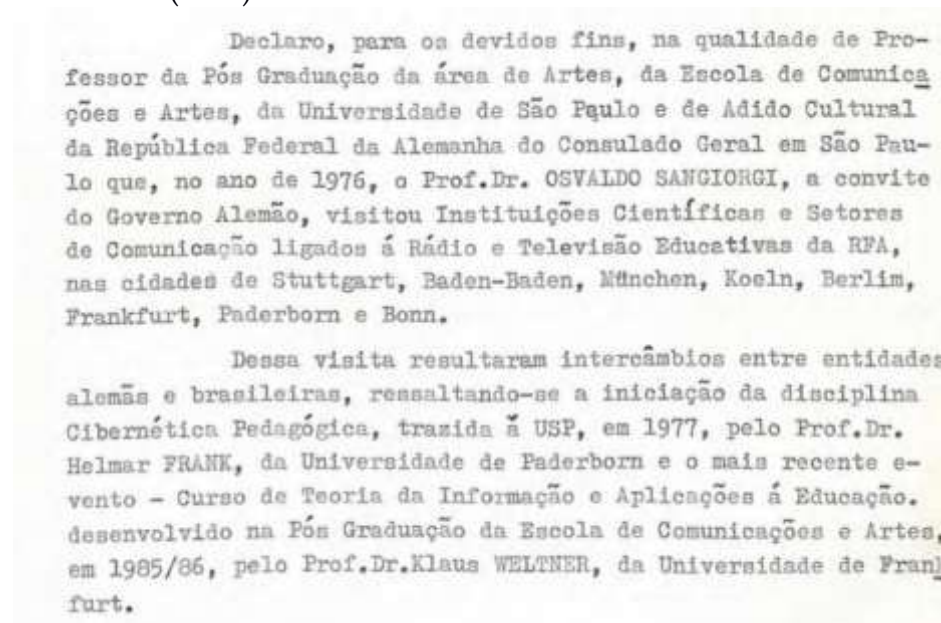 Declaro, para os devidos fins, na qualidade de Pro-
fessor da Pós Graduação da área de Artes, da Escola de Comunica
ções e Artes, da Universidade de São Paulo e de Adido Cultural
da República Federal da Alemanha do Consulado Geral em São Pau-
lo que, no ano de 1976, o Prof.Dr. OSVALDO SANGIORGI, a convite
do Governo Alemão, visitou Instituições Científicas e Setores
de Comunicação ligados á Rádio e Televisão Educativas da RFA,
nas cidades de Stuttgart, Baden-Baden, München, Koeln, Berlim,
Frankfurt, Paderborn e Bonn.
Dessa visita resultaram intercâmbios entre entidades
alemãs e brasileiras, ressaltando-se a iniciação da disciplina
Cibernética Pedagógica, trazida ã USP, em 1977, pelo Prof.Dr.
Helmar FRANK, da Universidade de Paderborn e o mais recente e-
vento - Curso de Teoria da Informação e Aplicações á Educação.
desenvolvido na Pós Graduação da Escola de Comunicações e Artes,
em 1985/86, pelo Prof.Dr.Klaus WELTNER, da Universidade de Frank
furt.